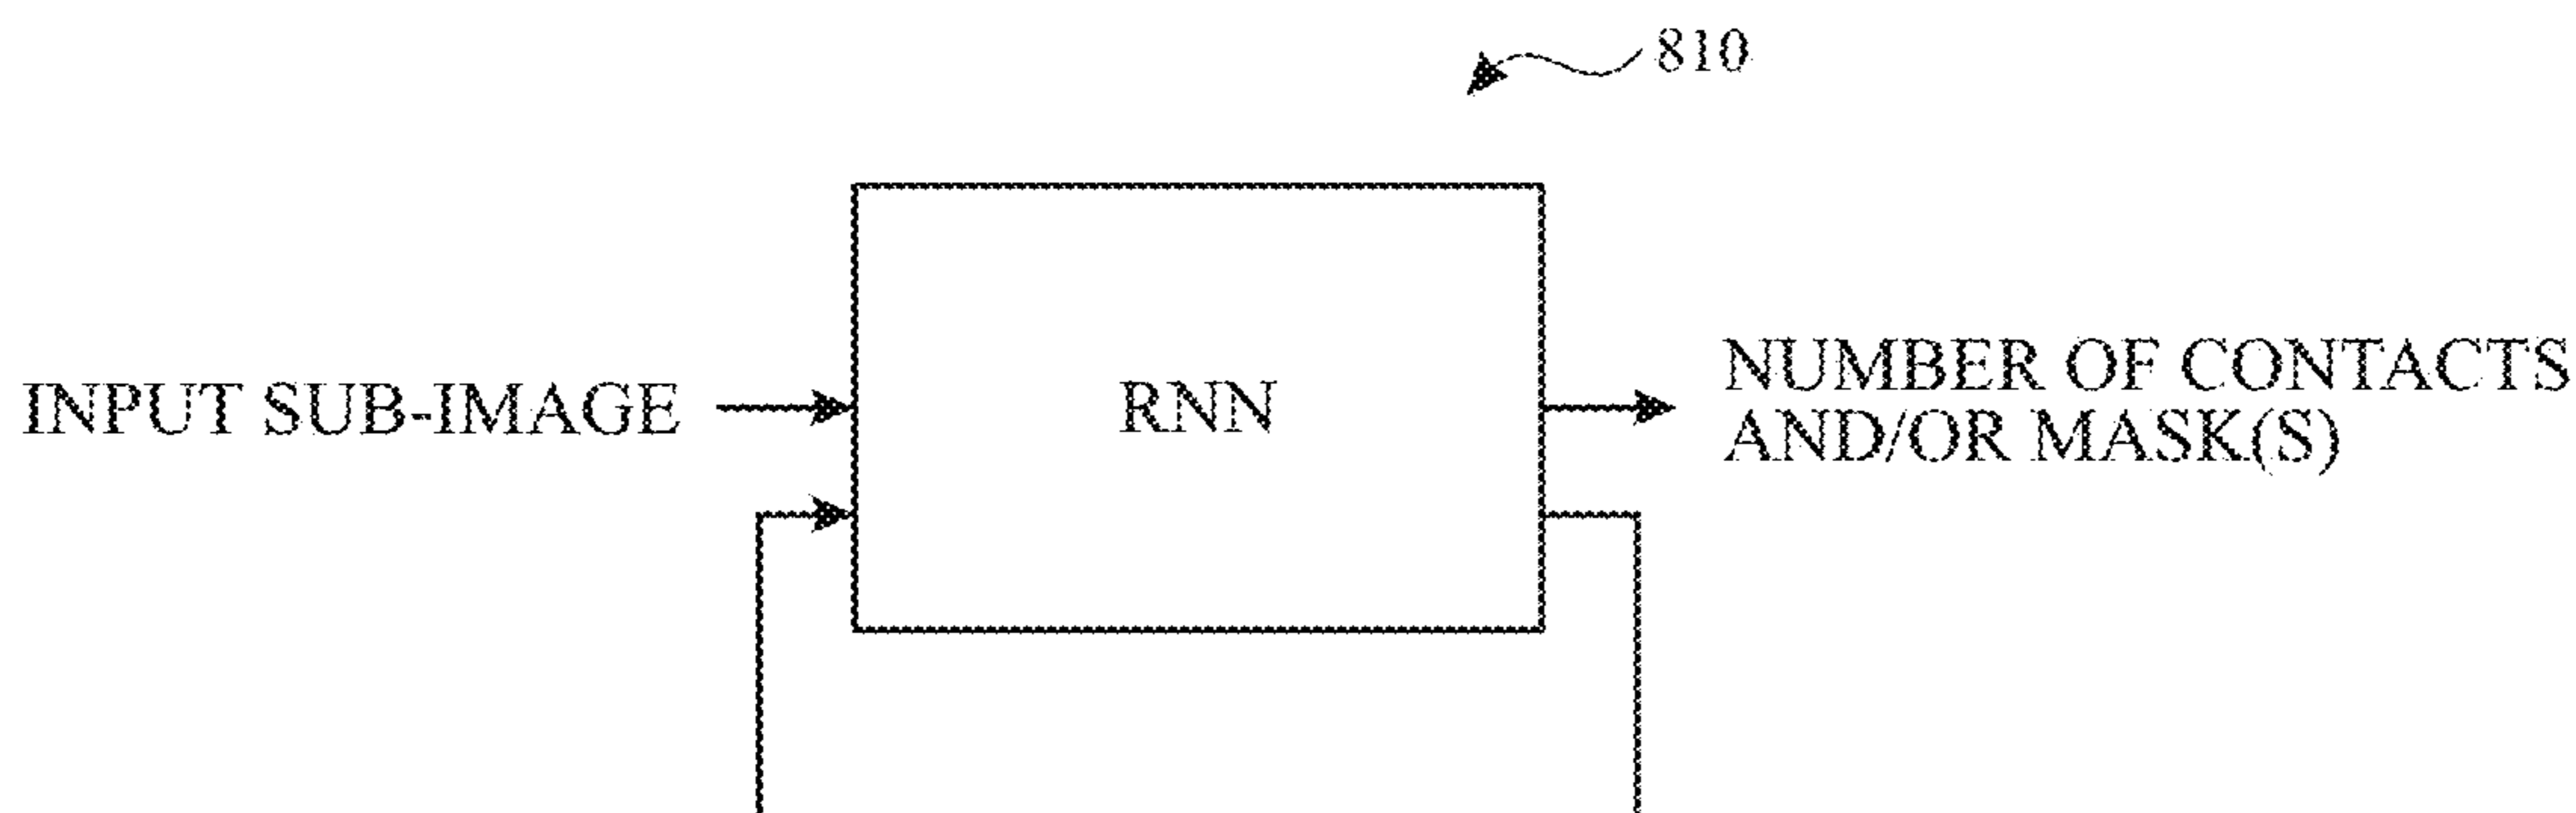 810
INPUT SUB-IMAGE
RNN
NUMBER OF CONTACTS
AND/OR MASK(S)